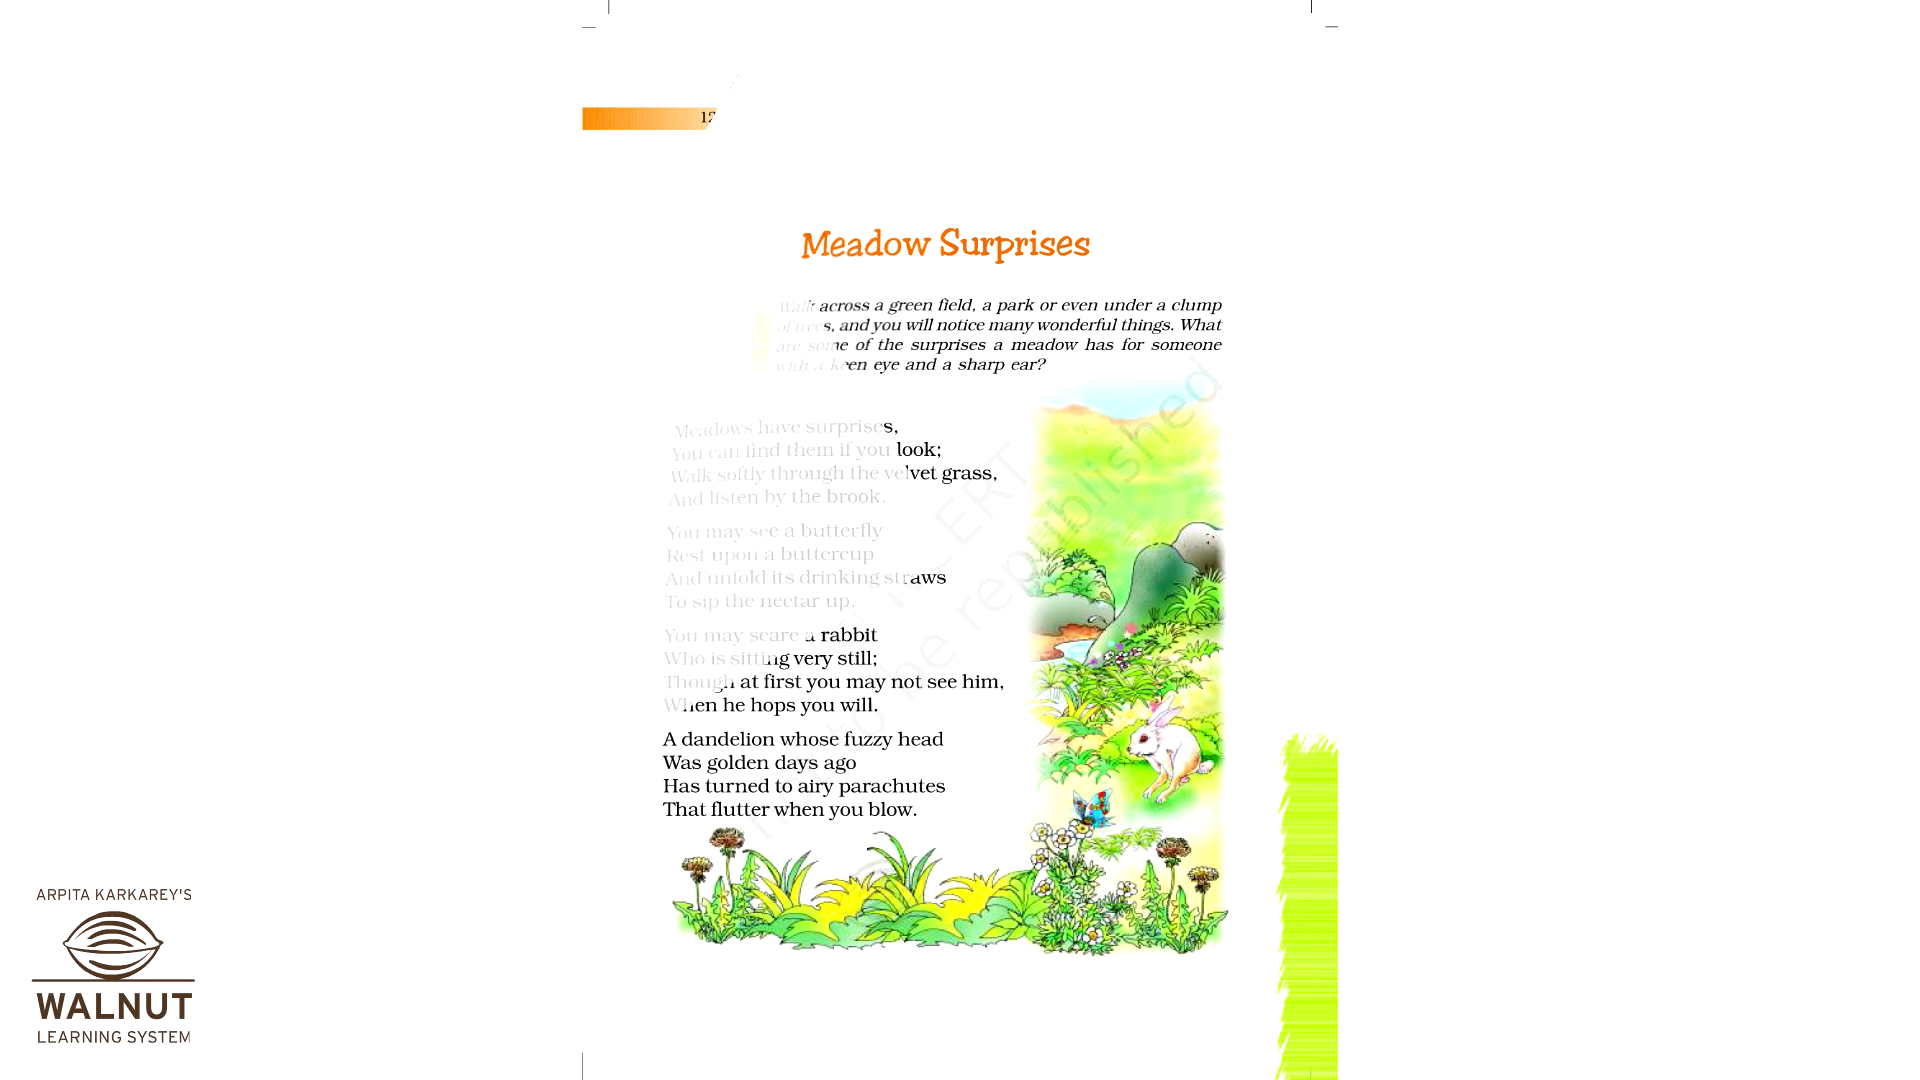 Meadow Surprises
Walk across a green field, a park or even under a clump
of trees, and you will notice many wonderful things. What
are some of the surprises a meadow has for someone
with a keen eye and a sharp ear?
Meadows have surprises,
You can find them if you look;
Walk softly through the velvet grass,
And listen by the brook.
You may see a butterfly
Rest upon a buttercup
And unfold its drinking straws
To sip the nectar up.
You may scare a rabbit
Who is sitting very still;
Though at first you may not see him,
When he hops you will.
A dandelion whose fuzzy head
Was golden days ago
Has turned to airy parachutes
That flutter when you blow.
to be republished
ARPITA KARKAREY'S
WALNUT
LEARNING SYSTEM